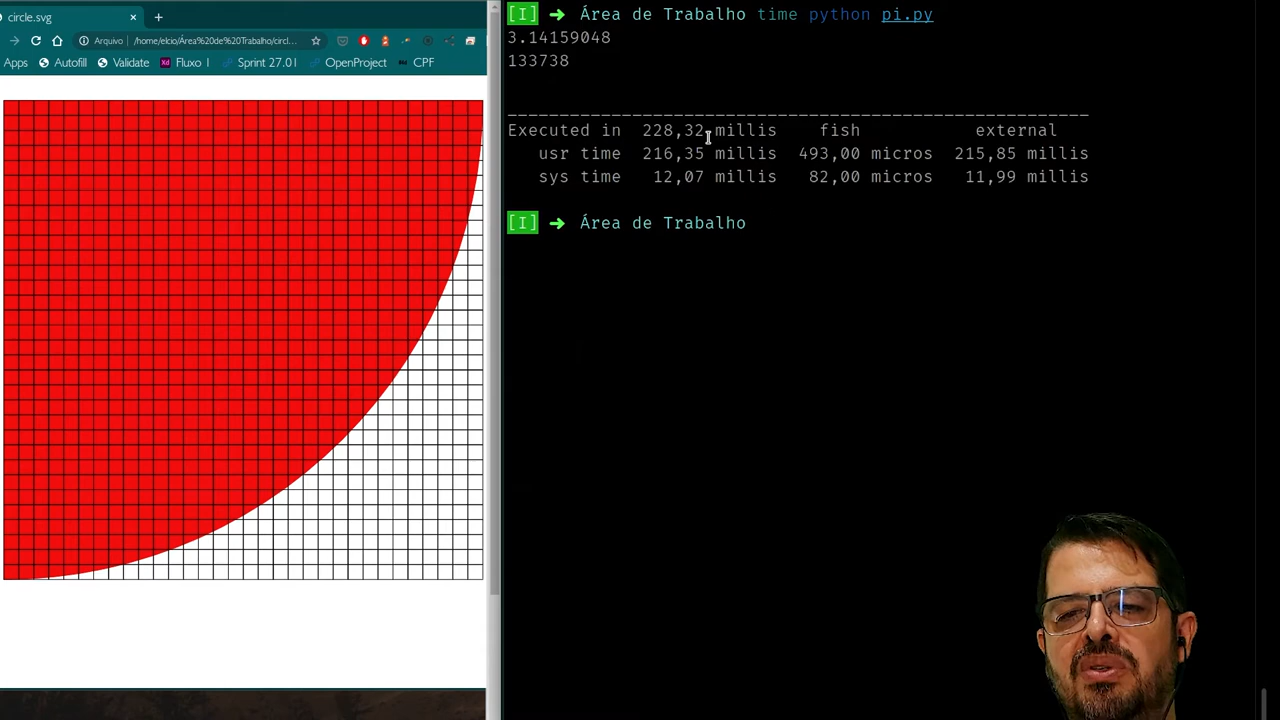 circle.svg
/home/elcio/Área%20de%20Trabalho/circl...
Arquivo
Apps Autofill Validate Xd Fluxo | Sprint 27.01 OpenProject CPF
[I] ➜ Área de Trabalho time python pi.py
3.14159048
133738
Executed in 228,32 millis fish external
usr time 216,35 millis 493,00 micros 215,85 millis
sys time 12,07 millis 82,00 micros 11,99 millis
[I] ➜ Área de Trabalho